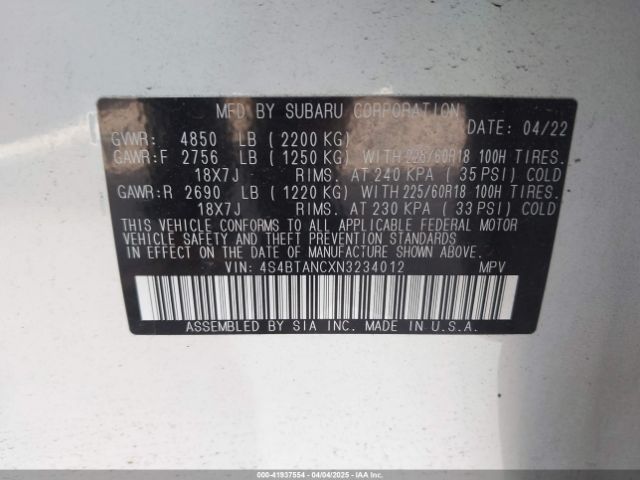 MFD BY SUBARU CORPORATION
DATE: 04/22
GVWR: 4850 LB (2200 KG)
GAWR:F 2756 LB (1250 KG) WITH 225/60R18 100H TIRES.
18X7J RIMS. AT 240 KPA (35 PSI) COLD
GAWR:R 2690 LB (1220 KG) WITH 225/60R18 100H TIRES.
18X7J RIMS. AT 230 KPA (33 PSI) COLD
THIS VEHICLE CONFORMS TO ALL APPLICABLE FEDERAL MOTOR
VEHICLE SAFETY AND THEFT PREVENTION STANDARDS
IN EFFECT ON THE DATE OF MANUFACTURE SHOWN ABOVE.
VIN: 4S4BTANCXN3234012 MPV
ASSEMBLED BY SIA INC. MADE IN U.S.A.
000-41937554 - 04/04/2025 - IAAI.COM